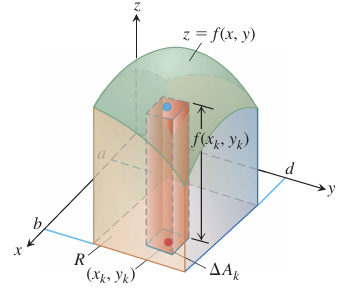 z
z = f(x, y)
f(xₖ, yₖ)
a
d
y
b
x
R
(xₖ, yₖ)
ΔAₖ